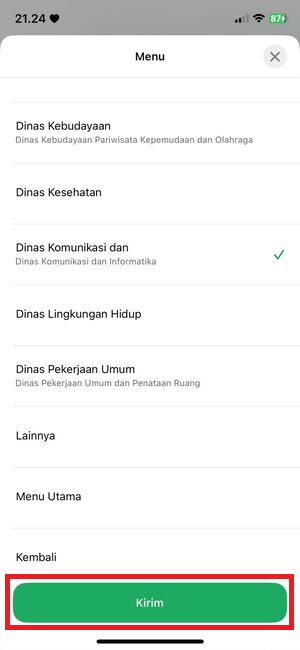 21.24
87
Menu
Dinas Kebudayaan
Dinas Kebudayaan Pariwisata Kepemudaan dan Olahraga
Dinas Kesehatan
Dinas Komunikasi dan
Dinas Komunikasi dan Informatika
Dinas Lingkungan Hidup
Dinas Pekerjaan Umum
Dinas Pekerjaan Umum dan Penataan Ruang
Lainnya
Menu Utama
Kembali
Kirim